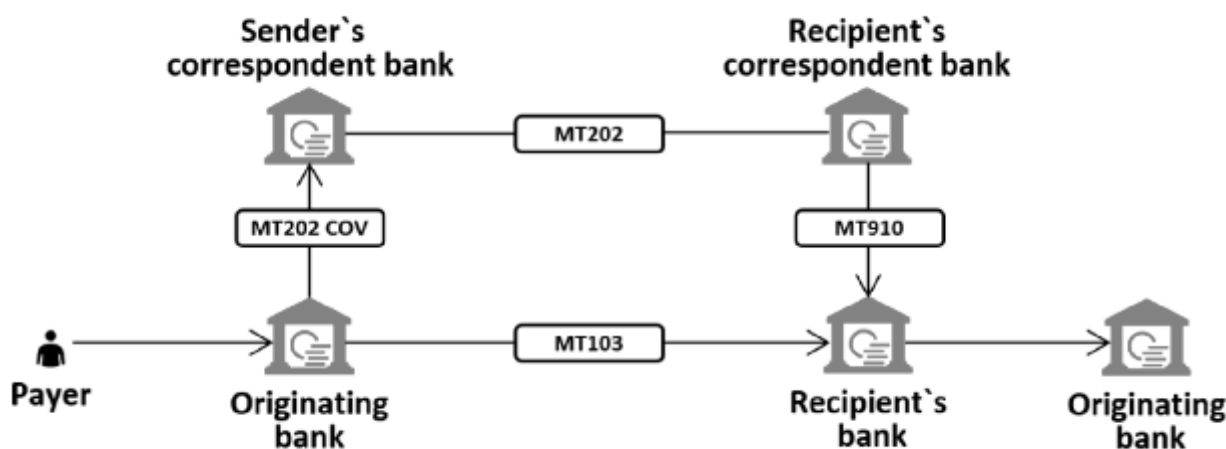 Sender`s
correspondent bank
Recipient`s
correspondent bank
MT202
MT202 COV
MT910
MT103
Payer
Originating
bank
Recipient`s
bank
Originating
bank